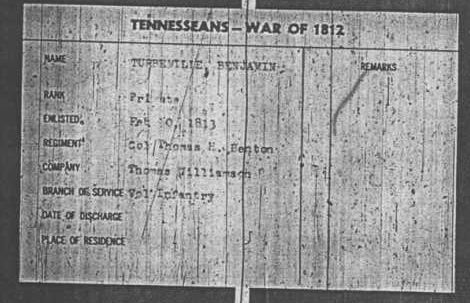 TENNESSEANS - WAR OF 1812
NAME TURBEVILLE, BENJAMIN REMARKS
RANK Private
ENLISTED Feb 1813
REGIMENT Col Thomas H. Benton
COMPANY Thomas Williamson
BRANCH OF SERVICE Vol Infantry
DATE OF DISCHARGE
PLACE OF RESIDENCE